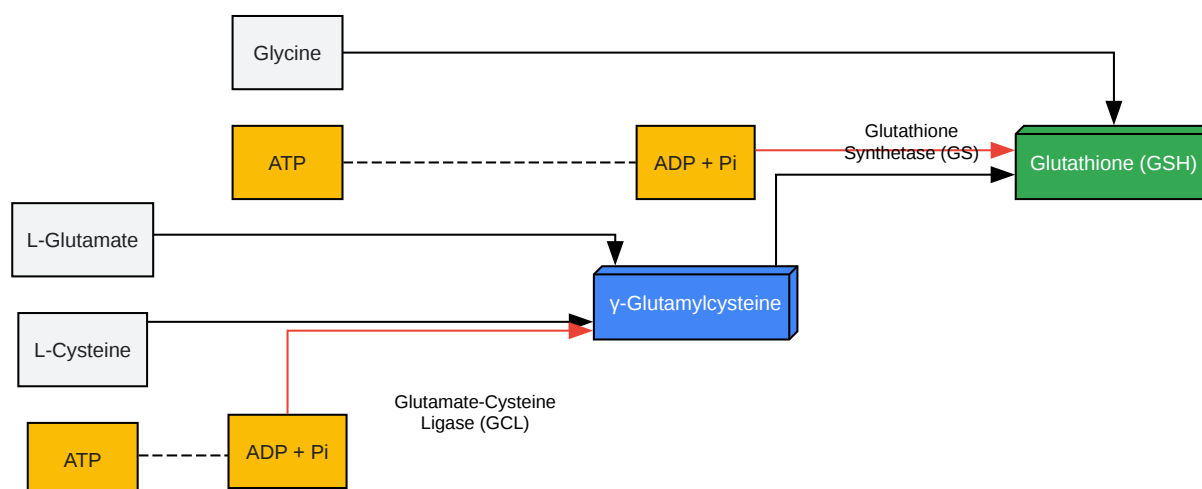 Glycine
ATP
ADP + Pi
Glutathione
Synthetase (GS)
Glutathione (GSH)
L-Glutamate
γ-Glutamylcysteine
L-Cysteine
Glutamate-Cysteine
Ligase (GCL)
ATP
ADP + Pi